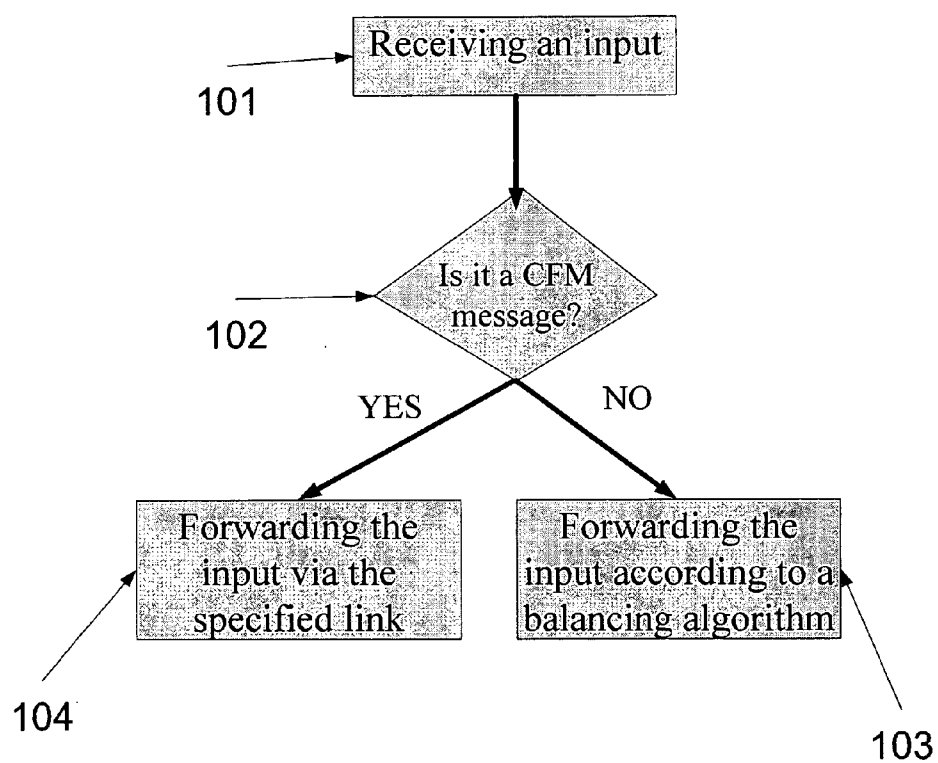 Receiving an input
101
Is it a CFM
message?
102
YES
NO
Forwarding the
input via the
specified link
Forwarding the
input according to a
balancing algorithm
104
103